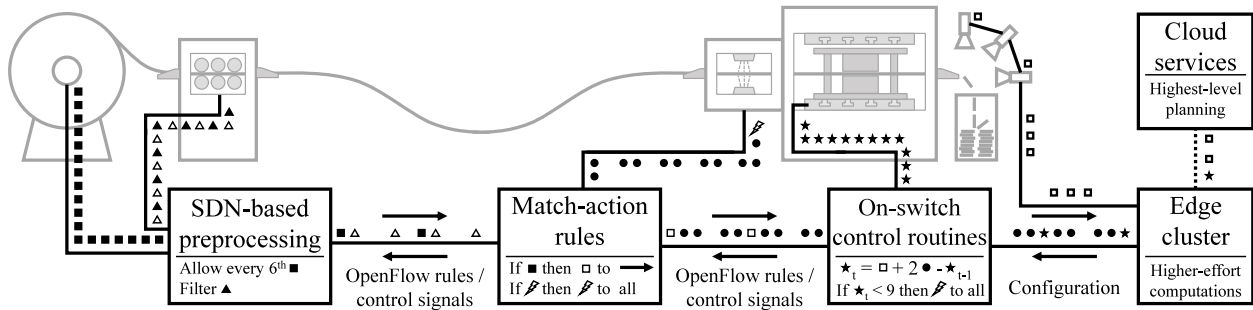 Cloud
services
Highest-level
planning
SDN-based
preprocessing
Allow every 6th ■
Filter ▲
OpenFlow rules /
control signals
Match-action
rules
If ■ then □ to →
If ⚡ then ⚡ to all
OpenFlow rules /
control signals
On-switch
control routines
★t = □ + 2 ● - ★t-1
If ★t < 9 then ⚡ to all
Configuration
Edge
cluster
Higher-effort
computations